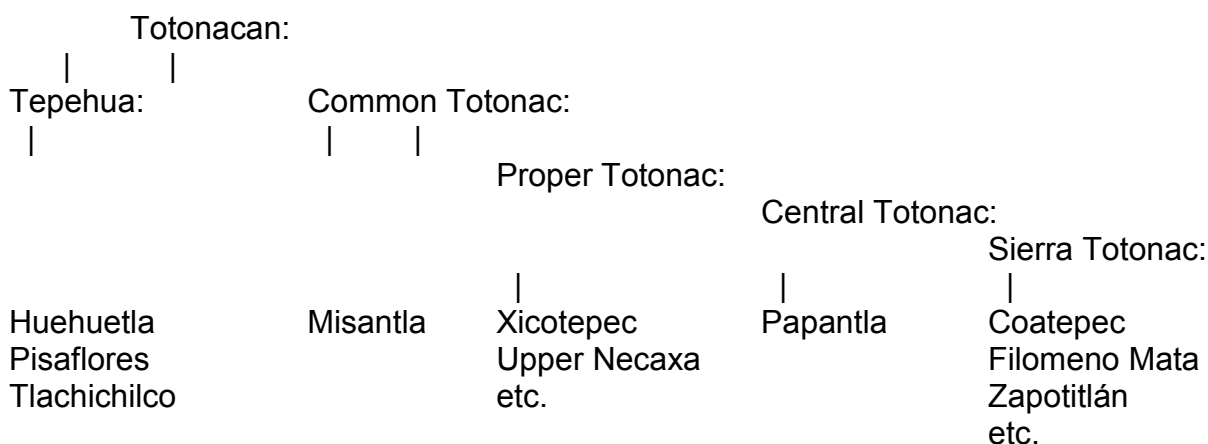 Totonacan:
| |
Tepehua: Common Totonac:
| | |
Proper Totonac:
Central Totonac:
Sierra Totonac:
| | |
Huehuetla Misantla Xicotepec Papantla Coatepec
Pisaflores Upper Necaxa Filomeno Mata
Tlachichilco etc. Zapotitlán
etc.